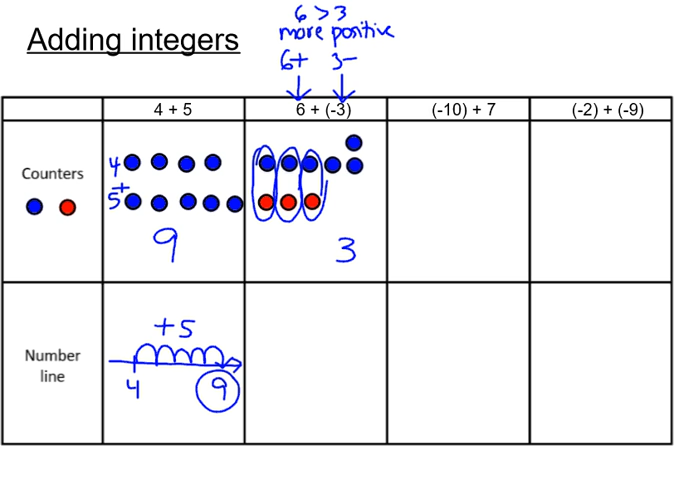 6 > 3
more positive
6+ 3-
Adding integers
4 + 5
6 + (-3)
(-10) + 7
(-2) + (-9)
Counters
4
+
5
9
3
Number
line
+5
4
9